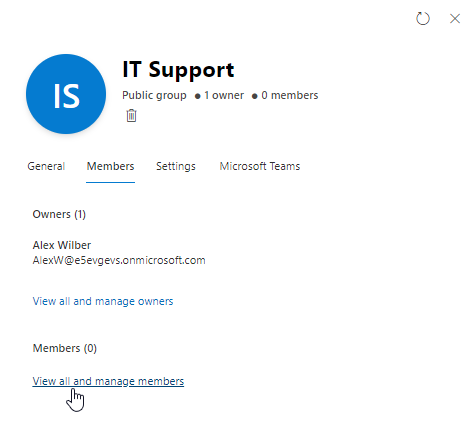 IS
IT Support
Public group ● 1 owner ● 0 members
General Members Settings Microsoft Teams
Owners (1)
Alex Wilber
AlexW@e5evgevs.onmicrosoft.com
View all and manage owners
Members (0)
View all and manage members